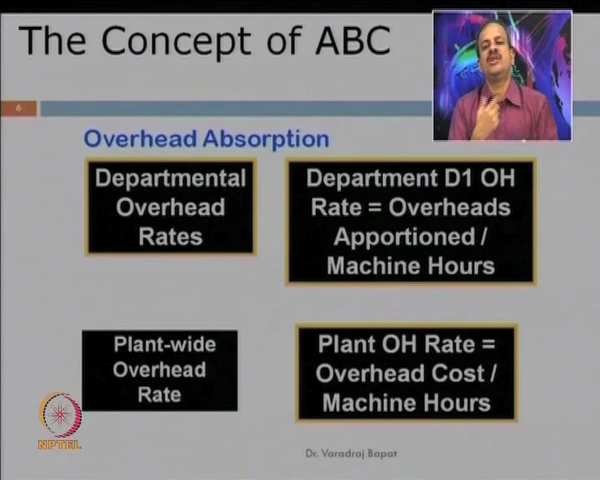 The Concept of ABC
6
Overhead Absorption
Departmental
Overhead
Rates
Department D1 OH
Rate = Overheads
Apportioned /
Machine Hours
Plant-wide
Overhead
Rate
Plant OH Rate =
Overhead Cost /
Machine Hours
NPTEL
Dr. Varadraj Bapat